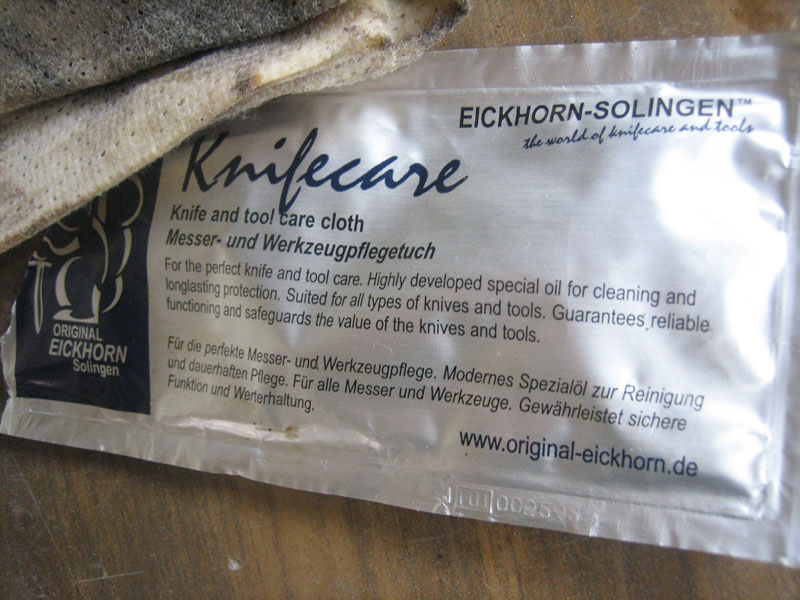 EICKHORN-SOLINGEN™
the world of knifecare and tools
Knifecare
Knife and tool care cloth
Messer- und Werkzeugpflegetuch
For the perfect knife and tool care. Highly developed special oil for cleaning and
longlasting protection. Suited for all types of knives and tools. Guarantees reliable
functioning and safeguards the value of the knives and tools.
Für die perfekte Messer- und Werkzeugpflege. Modernes Spezialöl zur Reinigung
und dauerhaften Pflege. Für alle Messer und Werkzeuge. Gewährleistet sichere
Funktion und Werterhaltung.
www.original-eickhorn.de
ORIGINAL
EICKHORN
Solingen